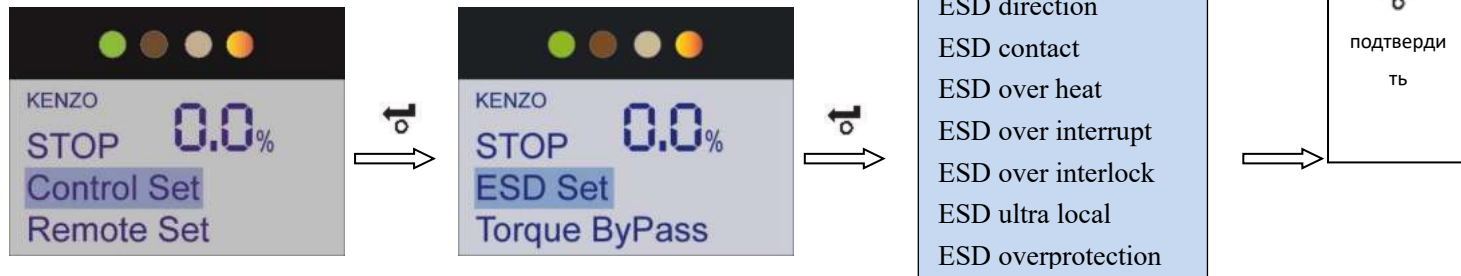 KENZO
STOP 0.0%
Control Set
Remote Set
KENZO
STOP 0.0%
ESD Set
Torque ByPass
ESD direction
ESD contact
ESD over heat
ESD over interrupt
ESD over interlock
ESD ultra local
ESD overprotection
подтверди
ть